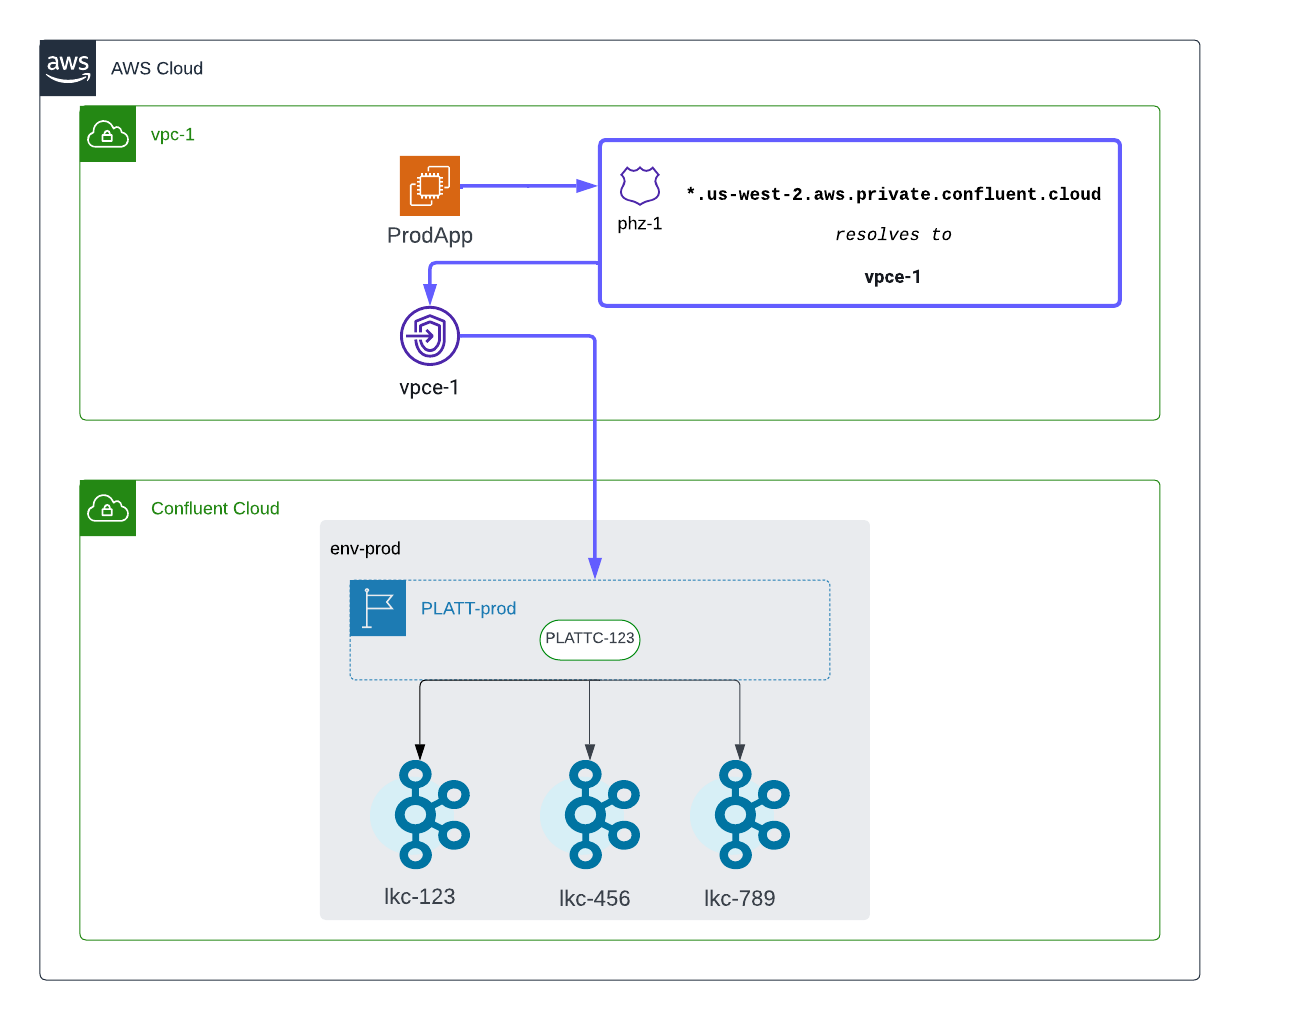 aws
AWS Cloud
vpc-1
ProdApp
phz-1
*.us-west-2.aws.private.confluent.cloud
resolves to
vpce-1
vpce-1
Confluent Cloud
env-prod
PLATT-prod
PLATTC-123
lkc-123
lkc-456
lkc-789